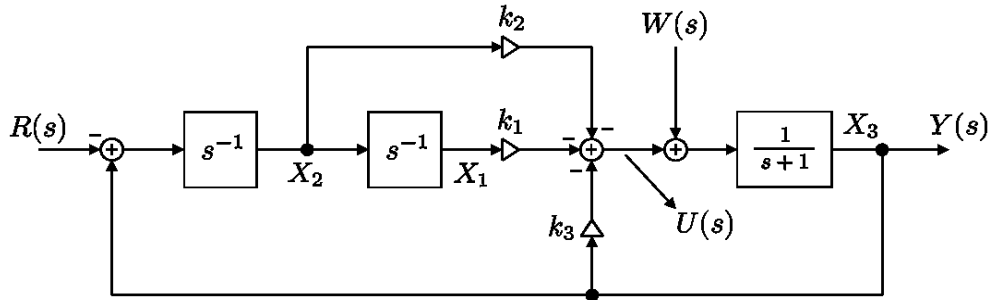 k₂
W(s)
R(s)
-
+
s⁻¹
X₂
s⁻¹
X₁
k₁
-
-
-
+
+
1
s + 1
X₃
Y(s)
k₃
U(s)